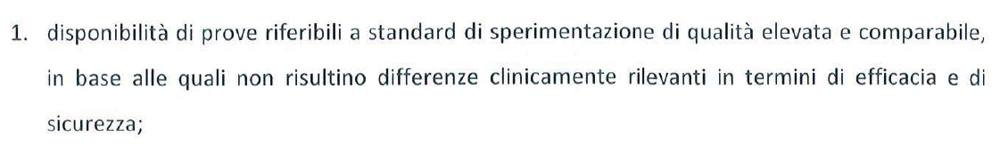 1. disponibilità di prove riferibili a standard di sperimentazione di qualità elevata e comparabile,
in base alle quali non risultino differenze clinicamente rilevanti in termini di efficacia e di
sicurezza;